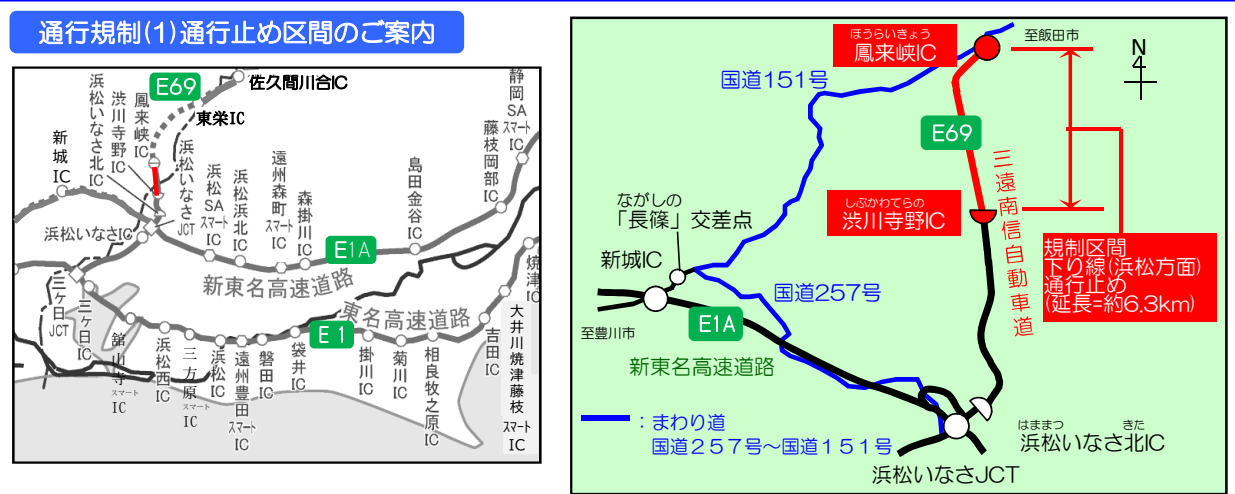 通行規制(1)通行止め区間のご案内
E69
佐久間川合IC
東栄IC
鳳来峡IC
渋川寺野IC
浜松いなさ北IC
新城IC
浜松いなさJCT
浜松いなさIC
浜松SAスマートIC
浜松浜北IC
遠州森町スマートIC
森掛川IC
島田金谷IC
藤枝岡部IC
静岡SAスマートIC
E1A
新東名高速道路
東名高速道路
E1
三ヶ日JCT
三ヶ日IC
舘山寺スマートIC
浜松西IC
三方原スマートIC
浜松IC
遠州豊田スマートIC
磐田IC
袋井IC
掛川IC
菊川IC
相良牧之原IC
吉田IC
大井川焼津藤枝スマートIC
焼津IC
ほうらいきょう
鳳来峡IC
至飯田市
N
国道151号
E69
三遠南信自動車道
しぶかわてらの
渋川寺野IC
規制区間
下り線(浜松方面)
通行止め
(延長=約6.3km)
ながしの
「長篠」交差点
新城IC
国道257号
E1A
至豊川市
新東名高速道路
：まわり道
国道257号～国道151号
はままつ きた
浜松いなさ北IC
浜松いなさJCT